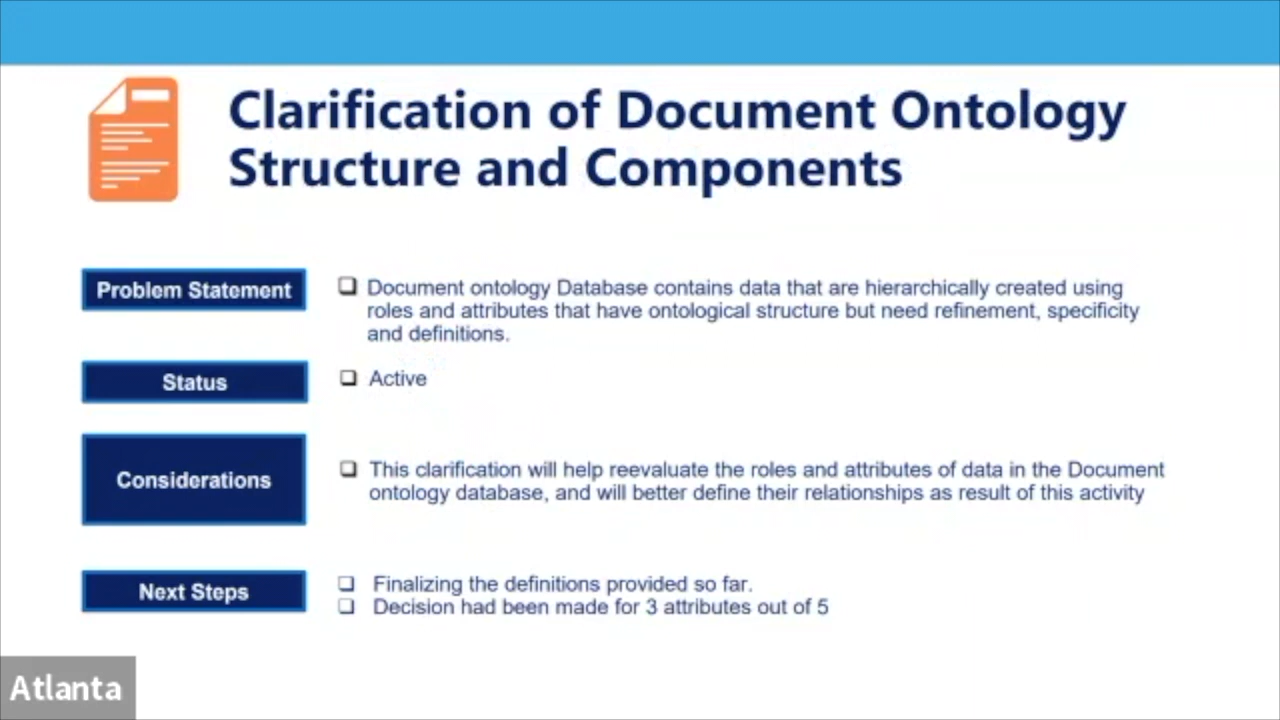 Clarification of Document Ontology
Structure and Components
Problem Statement
Document ontology Database contains data that are hierarchically created using
roles and attributes that have ontological structure but need refinement, specificity
and definitions.
Status
Active
Considerations
This clarification will help reevaluate the roles and attributes of data in the Document
ontology database, and will better define their relationships as result of this activity
Next Steps
Finalizing the definitions provided so far.
Decision had been made for 3 attributes out of 5
Atlanta